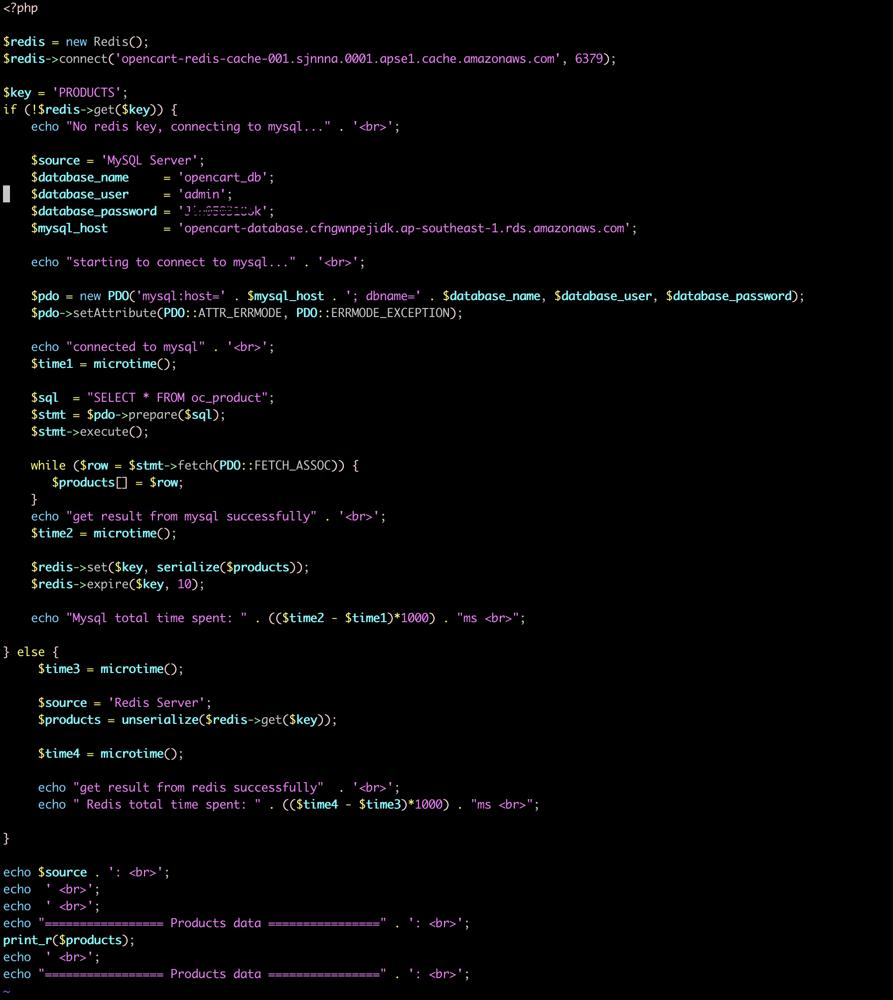 <?php
$redis = new Redis();
$redis->connect('opencart-redis-cache-001.sjnnna.0001.apse1.cache.amazonaws.com', 6379);
$key = 'PRODUCTS';
if (!$redis->get($key)) {
    echo "No redis key, connecting to mysql..." . '<br>';
    $source = 'MySQL Server';
    $database_name     = 'opencart_db';
    $database_user     = 'admin';
    $database_password =
    $mysql_host        = 'opencart-database.cfngwnpejidk.ap-southeast-1.rds.amazonaws.com';
    echo "starting to connect to mysql..." . '<br>';
    $pdo = new PDO('mysql:host=' . $mysql_host . '; dbname=' . $database_name, $database_user, $database_password);
    $pdo->setAttribute(PDO::ATTR_ERRMODE, PDO::ERRMODE_EXCEPTION);
    echo "connected to mysql" . '<br>';
    $time1 = microtime();
    $sql  = "SELECT * FROM oc_product";
    $stmt = $pdo->prepare($sql);
    $stmt->execute();
    while ($row = $stmt->fetch(PDO::FETCH_ASSOC)) {
       $products[] = $row;
    }
    echo "get result from mysql successfully" . '<br>';
    $time2 = microtime();
    $redis->set($key, serialize($products));
    $redis->expire($key, 10);
    echo "Mysql total time spent: " . (($time2 - $time1)*1000) . "ms <br>";
} else {
     $time3 = microtime();
     $source = 'Redis Server';
     $products = unserialize($redis->get($key));
     $time4 = microtime();
     echo "get result from redis successfully"  . '<br>';
     echo " Redis total time spent: " . (($time4 - $time3)*1000) . "ms <br>";
}
echo $source . ': <br>';
echo  ' <br>';
echo  ' <br>';
echo "================= Products data ================" . ': <br>';
print_r($products);
echo  ' <br>';
echo "================= Products data ================" . ': <br>';
~